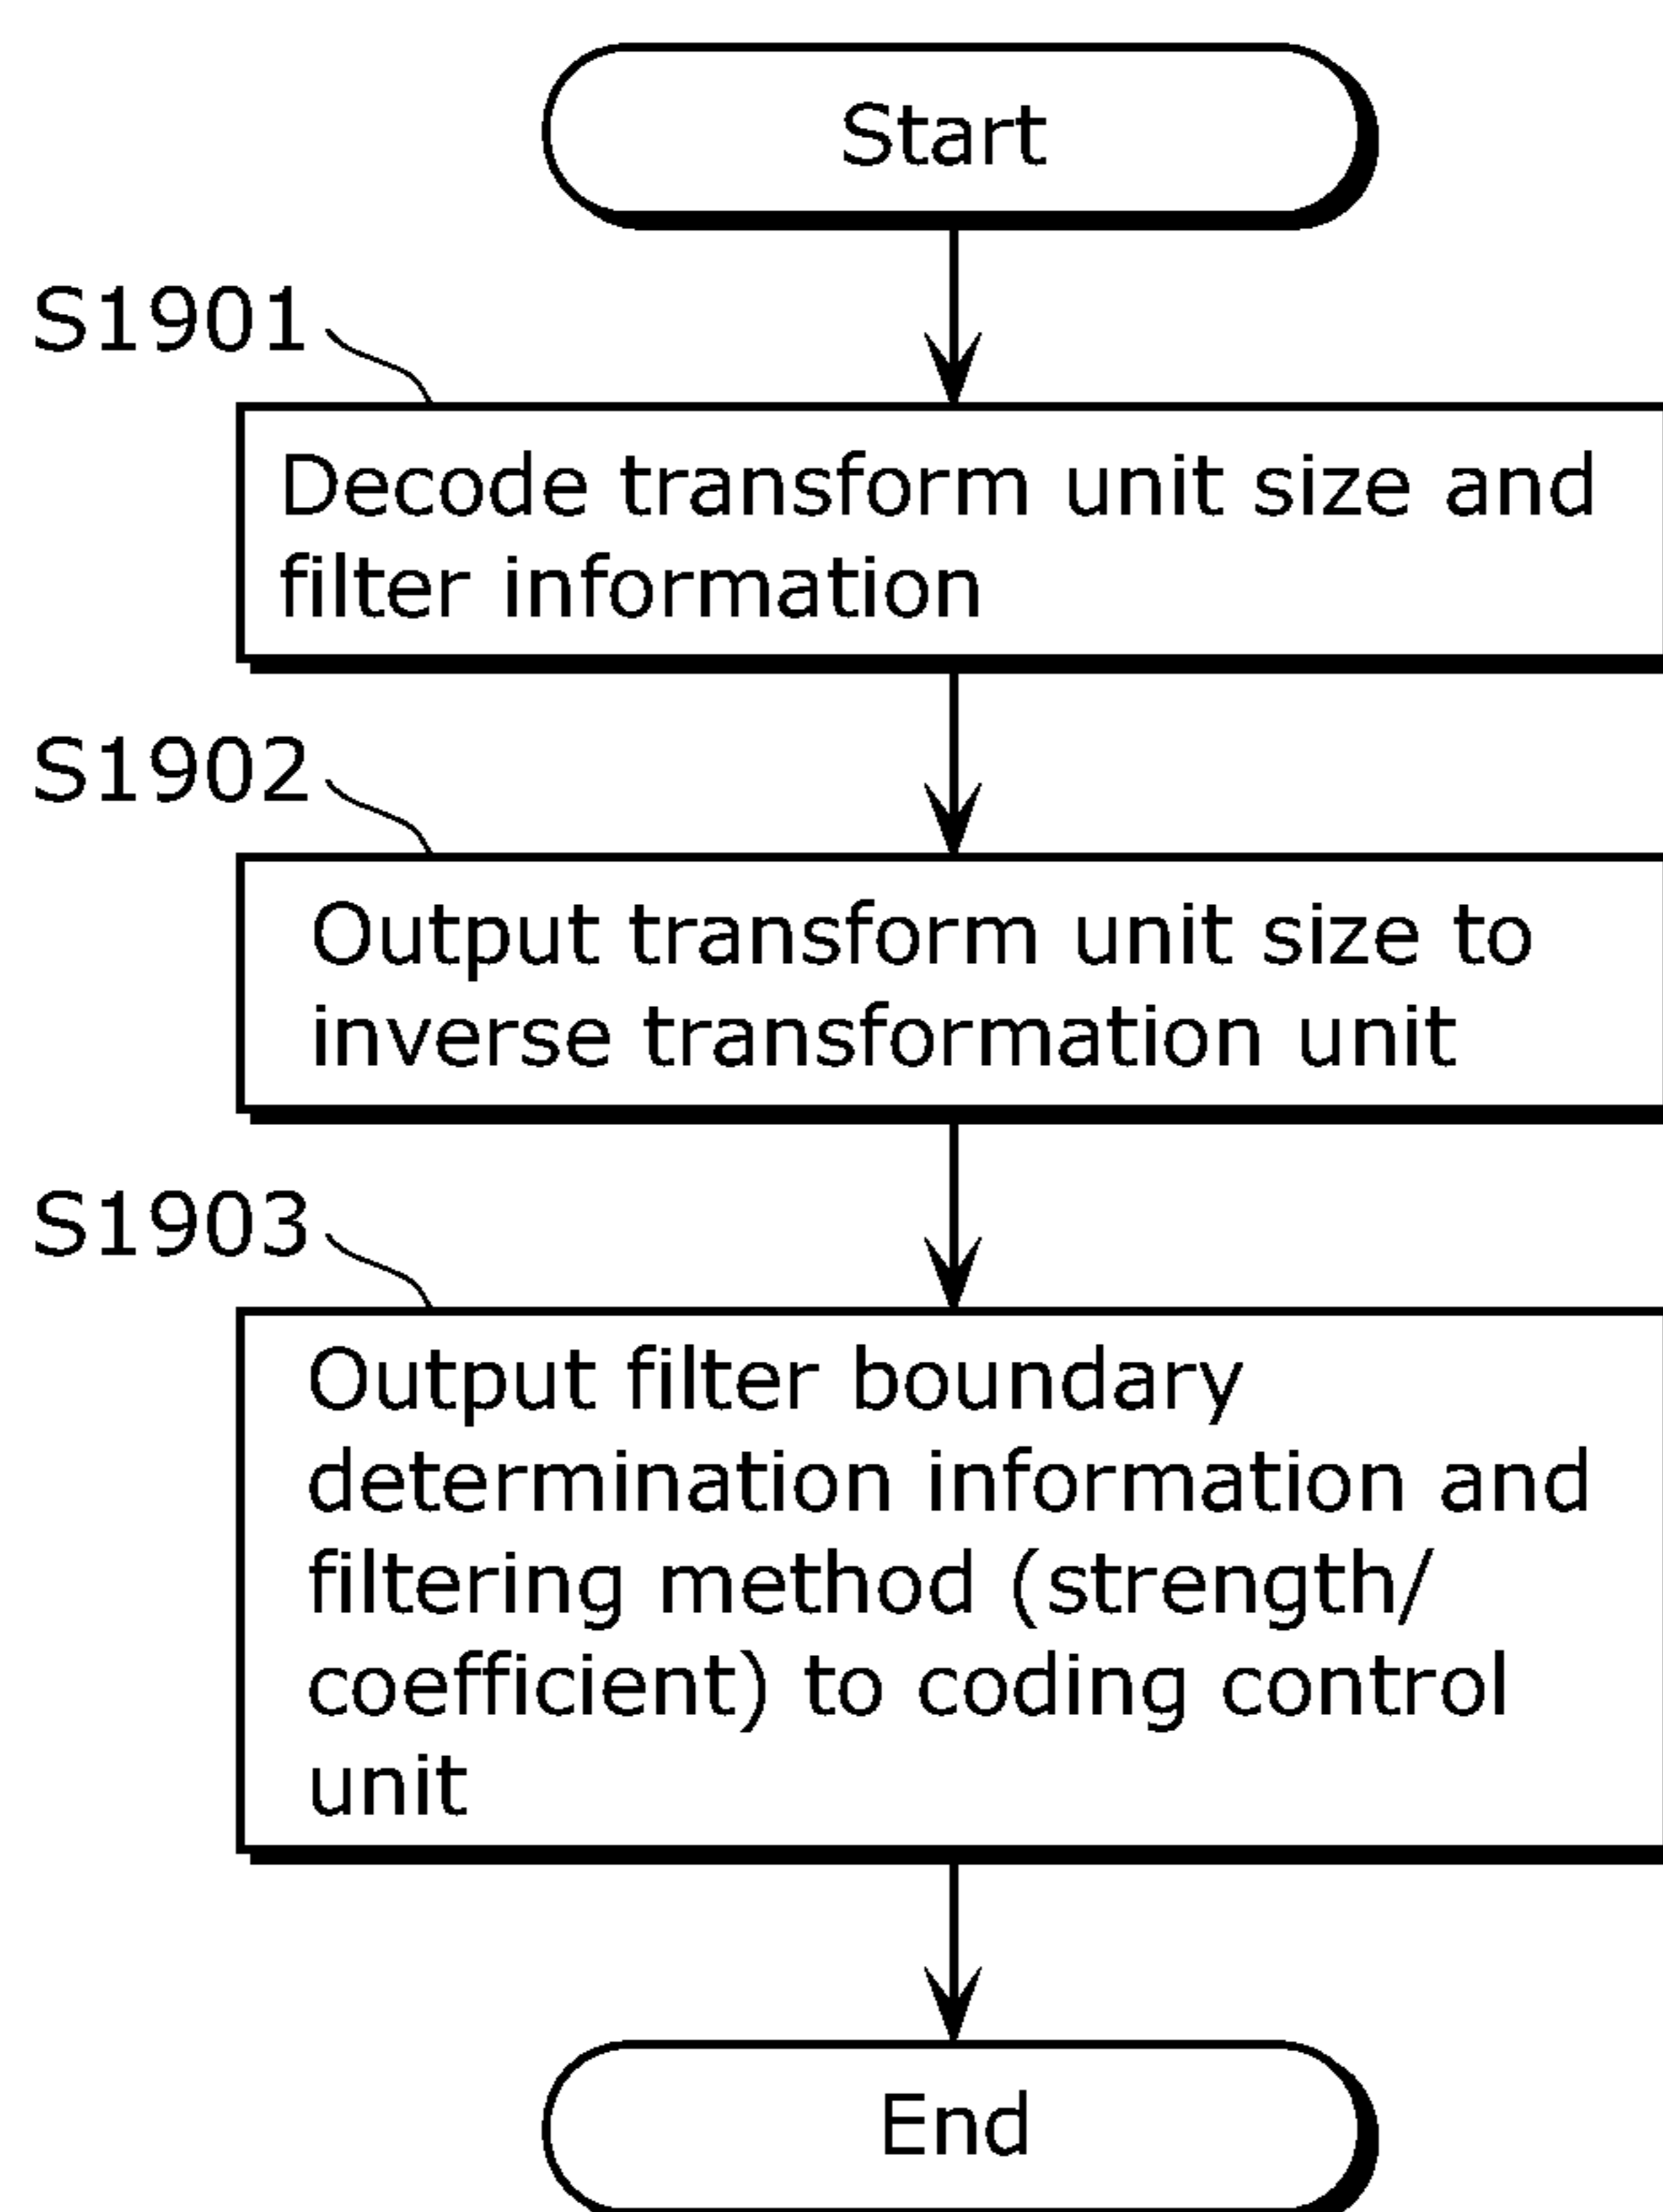 Start
S1901
Decode transform unit size and
filter information
S1902
Output transform unit size to
inverse transformation unit
S1903
Output filter boundary
determination information and
filtering method (strength/
coefficient) to coding control
unit
End